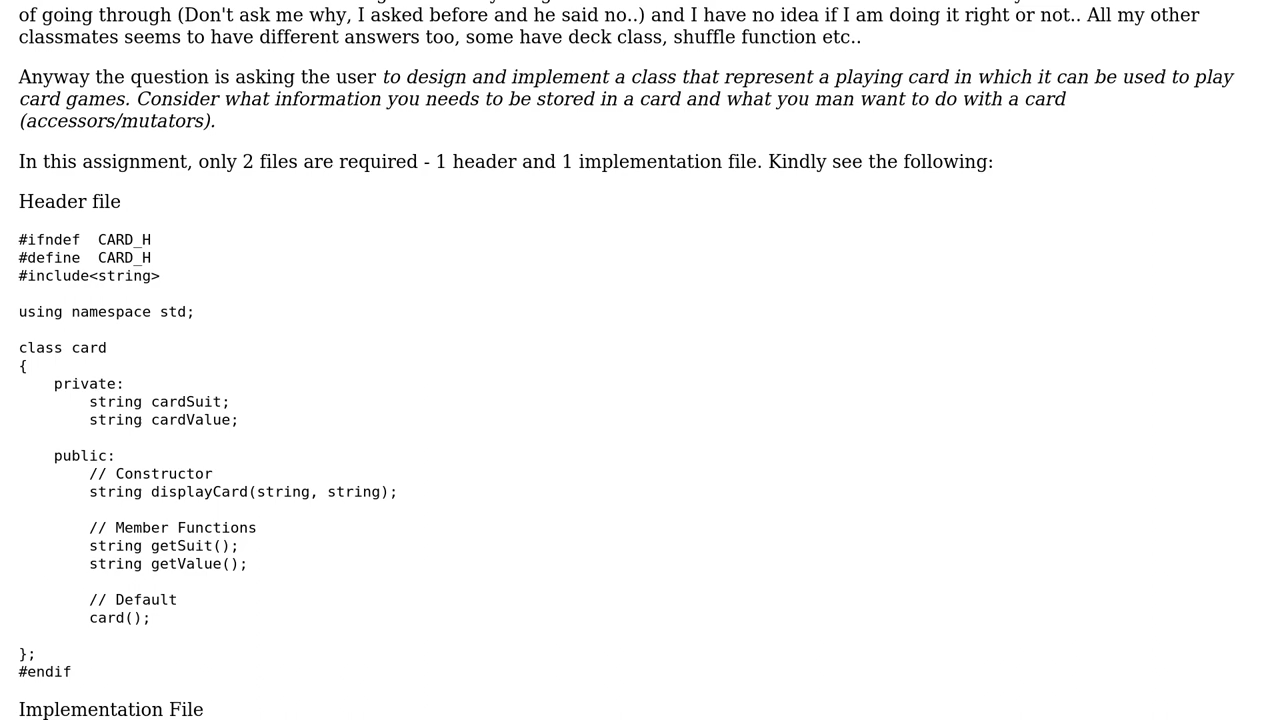 of going through (Don't ask me why, I asked before and he said no..) and I have no idea if I am doing it right or not.. All my other
classmates seems to have different answers too, some have deck class, shuffle function etc..
Anyway the question is asking the user to design and implement a class that represent a playing card in which it can be used to play
card games. Consider what information you needs to be stored in a card and what you man want to do with a card
(accessors/mutators).
In this assignment, only 2 files are required - 1 header and 1 implementation file. Kindly see the following:
Header file
#ifndef  CARD_H
#define  CARD_H
#include<string>
using namespace std;
class card
{
    private:
        string cardSuit;
        string cardValue;
    public:
        // Constructor
        string displayCard(string, string);
        // Member Functions
        string getSuit();
        string getValue();
        // Default
        card();
};
#endif
Implementation File